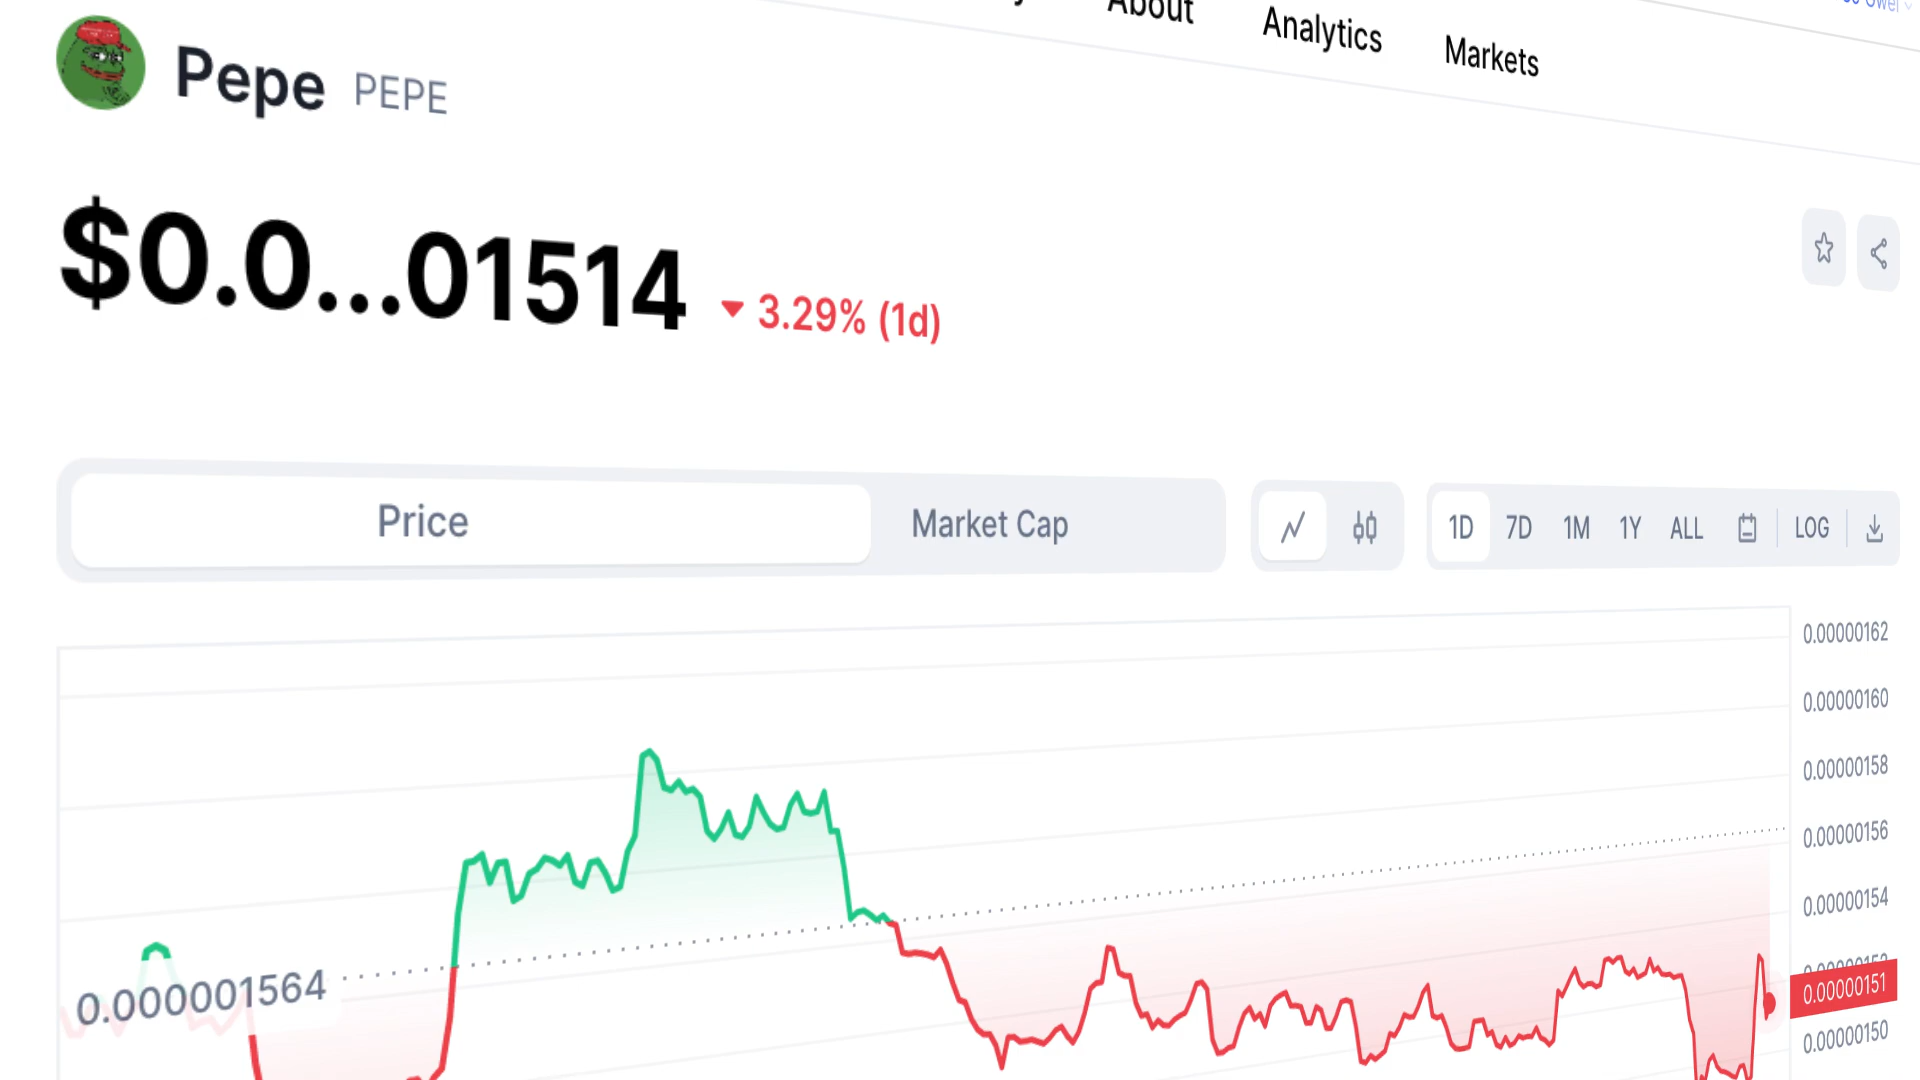 About
Analytics
Markets
Pepe PEPE
$0.0...01514
3.29% (1d)
Price
Market Cap
1D
7D
1M
1Y
ALL
LOG
0.00000162
0.00000160
0.00000158
0.00000156
0.00000154
0.00000151
0.00000150
0.000001564